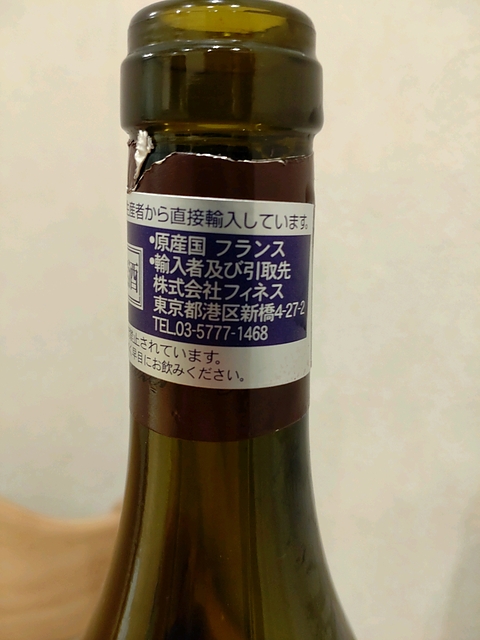 産者から直接輸入しています。
•原産国 フランス
•輸入者及び引取先
株式会社フィネス
東京都港区新橋4-27-2
TEL.03-5777-1468
酒
止されています。
早目にお飲みください。